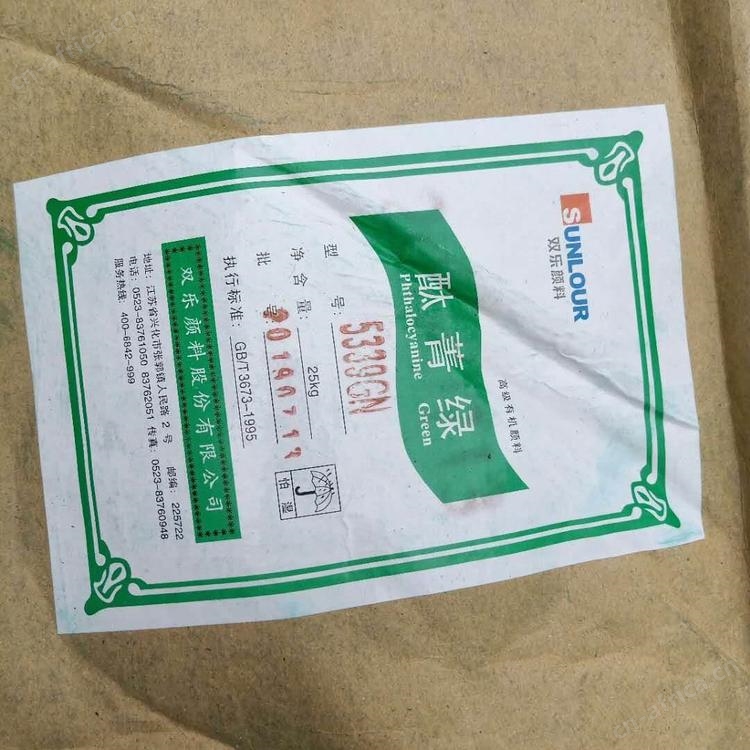 SUNLOUR
双乐颜料
高级有机颜料
酞菁绿
Phthalocyanine Green
型 号: 5339GN
净含量: 25kg
批 号 20190711
执行标准: GB/T3673-1995
怕湿
双乐颜料股份有限公司
地址: 江苏省兴化市张郭镇人民路 2 号 邮编: 225722
电话: 0523-83761050 83762051 传真: 0523-83760948
服务热线: 400-6842-999